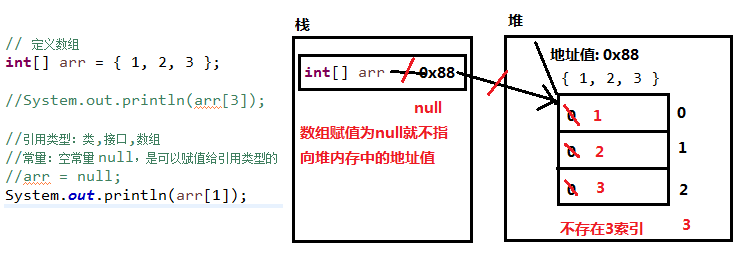 // 定义数组
int[] arr = { 1, 2, 3 };
//System.out.println(arr[3]);
//引用类型: 类,接口,数组
//常量: 空常量 null, 是可以赋值给引用类型的
//arr = null;
System.out.println(arr[1]);
栈
int[] arr 0x88
null
数组赋值为null就不指
向堆内存中的地址值
堆
地址值: 0x88
{ 1, 2, 3 }
0 1 0
0 2 1
0 3 2
不存在3索引 3